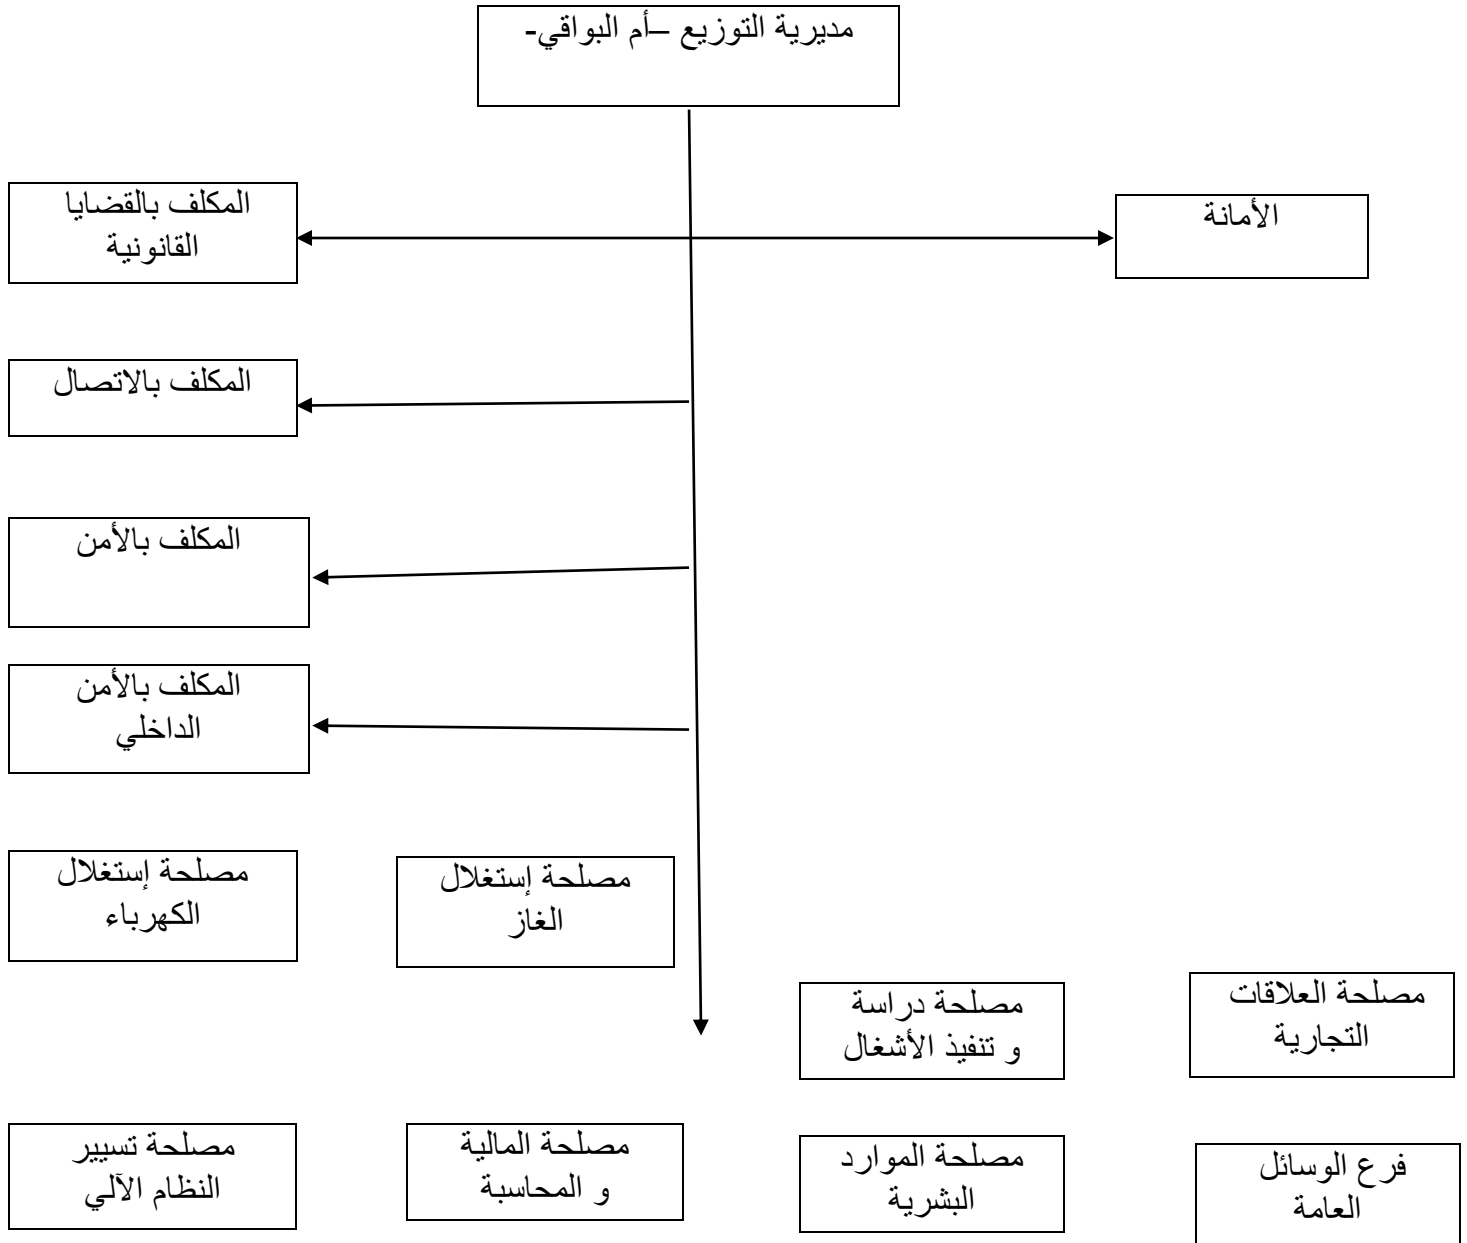 مديرية التوزيع –أم البواقي-
الأمانة
المكلف بالقضايا
القانونية
المكلف بالاتصال
المكلف بالأمن
المكلف بالأمن
الداخلي
مصلحة العلاقات
التجارية
مصلحة دراسة
و تنفيذ الأشغال
مصلحة إستغلال
الغاز
مصلحة إستغلال
الكهرباء
فرع الوسائل
العامة
مصلحة الموارد
البشرية
مصلحة المالية
و المحاسبة
مصلحة تسيير
النظام الآلي